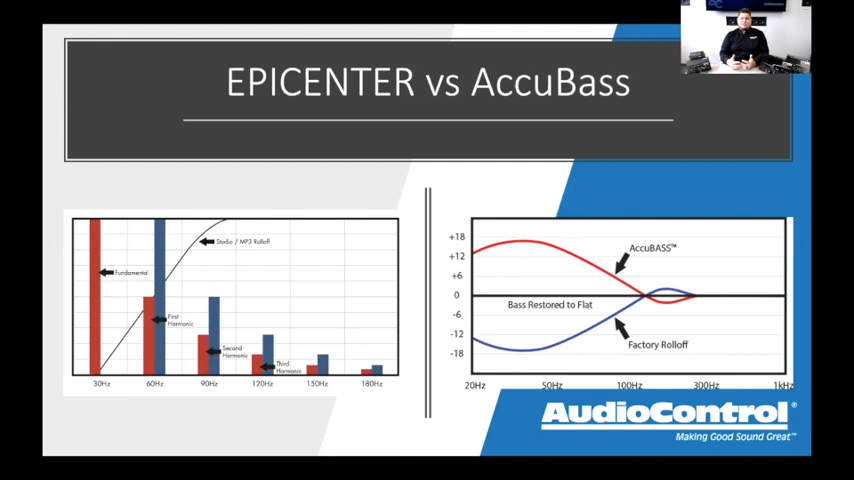 EPICENTER vs AccuBass
Studio / MP3 Rolloff
Fundamental
First
Harmonic
Second
Harmonic
Third
Harmonic
30Hz 60Hz 90Hz 120Hz 150Hz 180Hz
+18
+12
+6
0
-6
-12
-18
AccuBASS™
Bass Restored to Flat
Factory Rolloff
20Hz 50Hz 100Hz 300Hz 1kHz
AudioControl®
Making Good Sound Great™